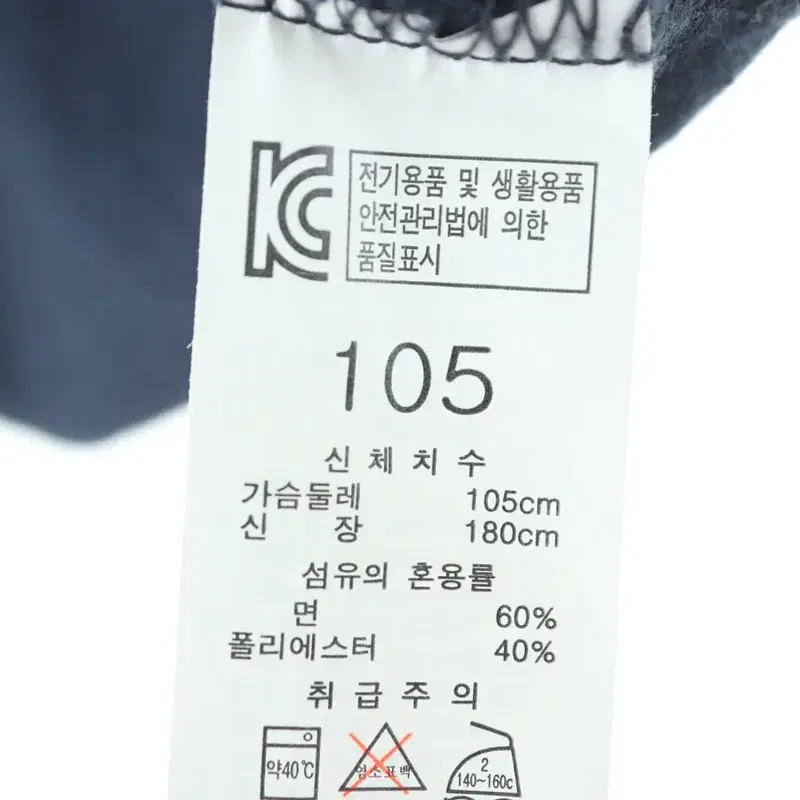 KC
전기용품 및 생활용품
안전관리법에 의한
품질표시
105
신체치수
가슴둘레 105cm
신 장 180cm
섬유의 혼용률
면 60%
폴리에스터 40%
취급주의
약40℃
염소표백
2
140~160c